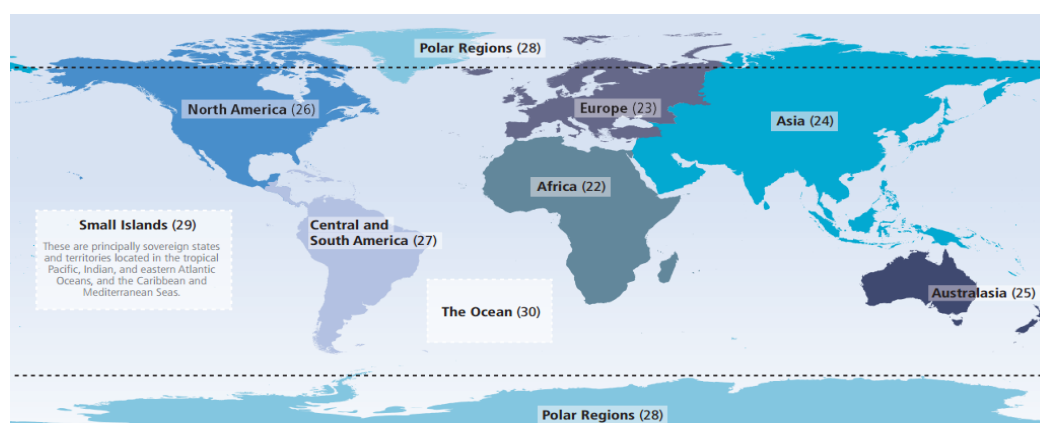 Polar Regions (28)
North America (26)
Europe (23)
Asia (24)
Africa (22)
Small Islands (29)
These are principally sovereign states
and territories located in the tropical
Pacific, Indian, and eastern Atlantic
Oceans, and the Caribbean and
Mediterranean Seas.
Central and
South America (27)
Australasia (25)
The Ocean (30)
Polar Regions (28)